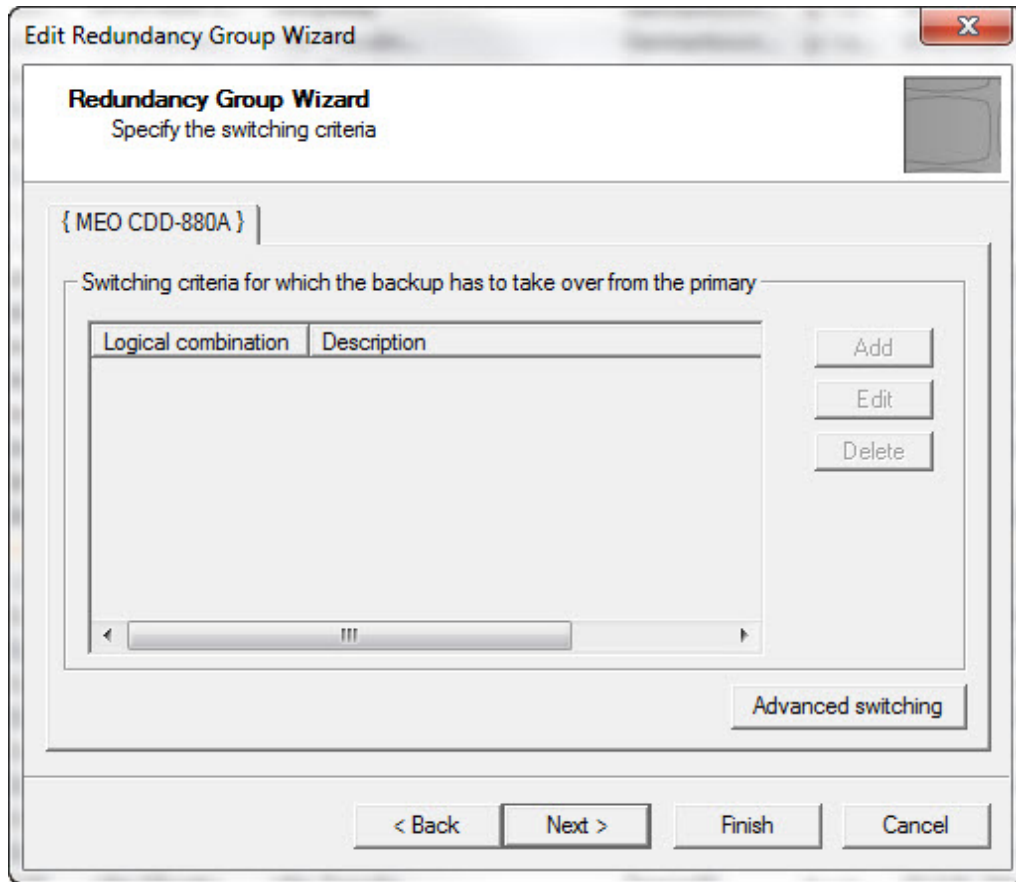 Edit Redundancy Group Wizard
Redundancy Group Wizard
Specify the switching criteria
{ MEO CDD-880A }
Switching criteria for which the backup has to take over from the primary
Logical combination Description
Add
Edit
Delete
Advanced switching
< Back Next > Finish Cancel